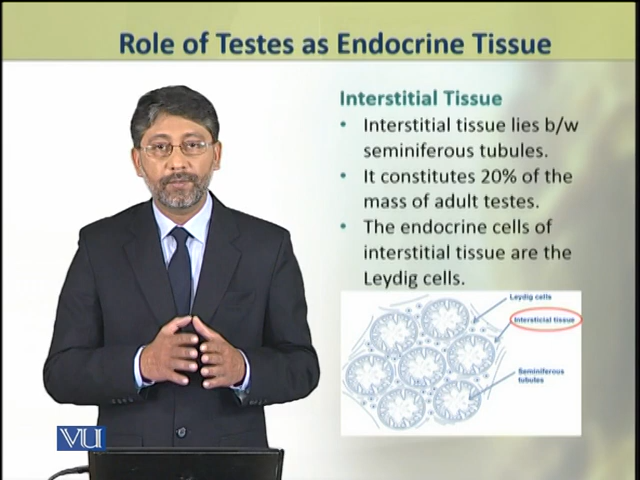 Role of Testes as Endocrine Tissue
Interstitial Tissue
• Interstitial tissue lies b/w
seminiferous tubules.
• It constitutes 20% of the
mass of adult testes.
• The endocrine cells of
interstitial tissue are the
Leydig cells.
Leydig cells
Intersticial tissue
Seminiferous
tubules
VU